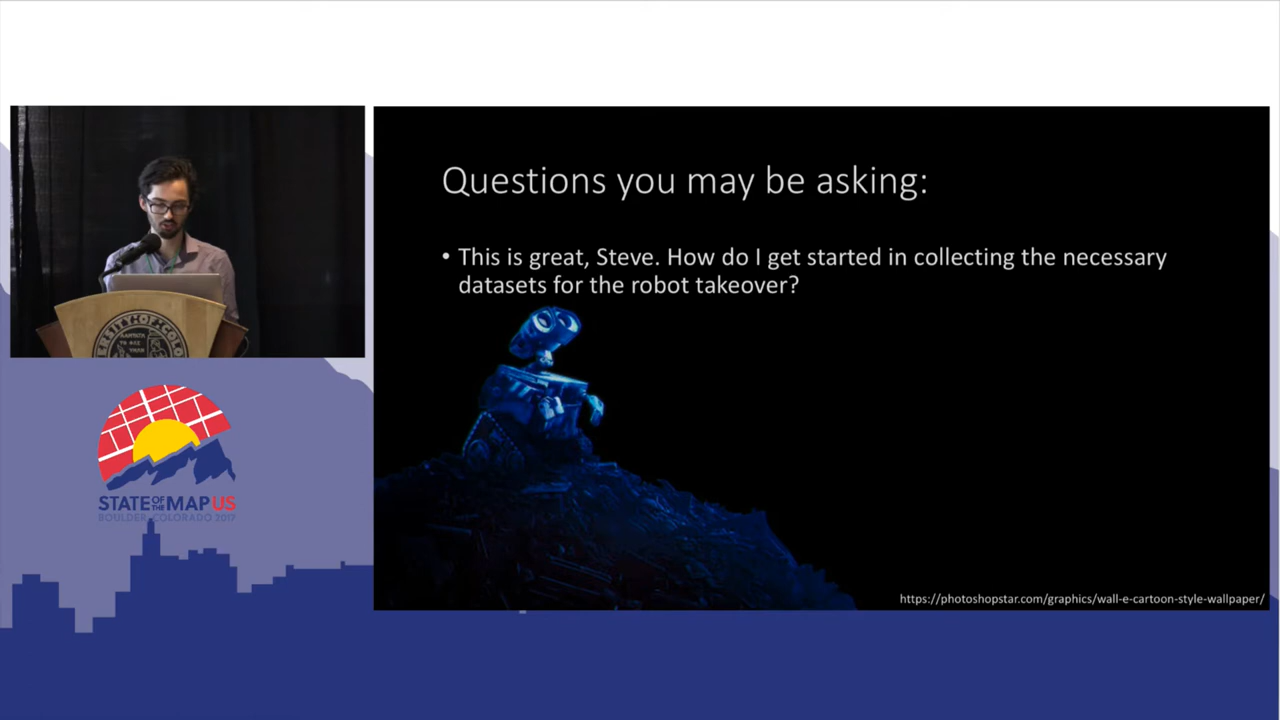 Questions you may be asking:
• This is great, Steve. How do I get started in collecting the necessary
datasets for the robot takeover?
https://photoshopstar.com/graphics/wall-e-cartoon-style-wallpaper/
STATE OF THE MAP US
BOULDER, COLORADO 2017